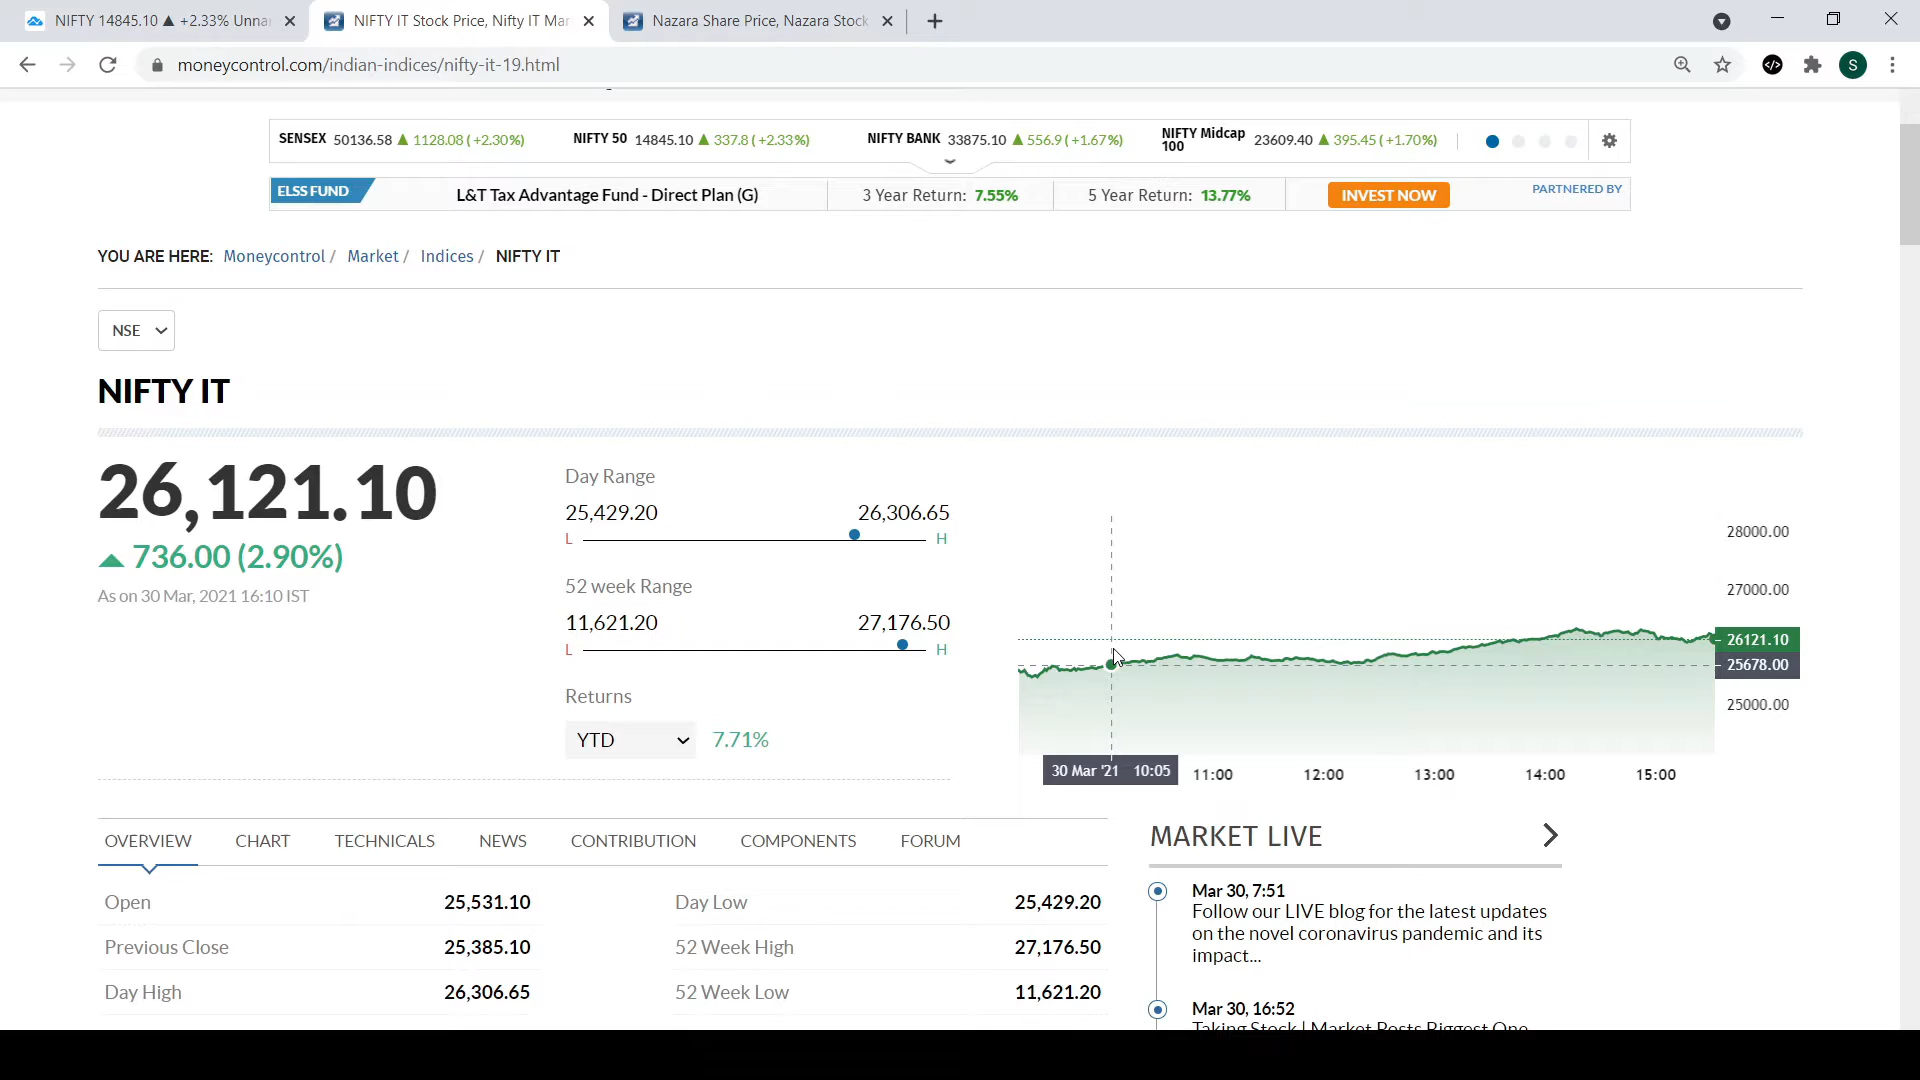 NIFTY 14845.10 ▲ +2.33% Unna
NIFTY IT Stock Price, Nifty IT Mar
Nazara Share Price, Nazara Stock
moneycontrol.com/indian-indices/nifty-it-19.html
S
SENSEX 50136.58 ▲ 1128.08 (+2.30%) NIFTY 50 14845.10 ▲ 337.8 (+2.33%) NIFTY BANK 33875.10 ▲ 556.9 (+1.67%) NIFTY Midcap 100 23609.40 ▲ 395.45 (+1.70%)
ELSS FUND L&T Tax Advantage Fund - Direct Plan (G) 3 Year Return: 7.55% 5 Year Return: 13.77% INVEST NOW PARTNERED BY
YOU ARE HERE: Moneycontrol / Market / Indices / NIFTY IT
NSE
NIFTY IT
26,121.10
▲ 736.00 (2.90%)
As on 30 Mar, 2021 16:10 IST
Day Range
25,429.20 26,306.65
L H
52 week Range
11,621.20 27,176.50
L H
Returns
YTD 7.71%
28000.00
27000.00
26121.10
25678.00
25000.00
30 Mar '21 10:05 11:00 12:00 13:00 14:00 15:00
OVERVIEW CHART TECHNICALS NEWS CONTRIBUTION COMPONENTS FORUM
Open 25,531.10 Day Low 25,429.20
Previous Close 25,385.10 52 Week High 27,176.50
Day High 26,306.65 52 Week Low 11,621.20
MARKET LIVE
Mar 30, 7:51
Follow our LIVE blog for the latest updates
on the novel coronavirus pandemic and its
impact...
Mar 30, 16:52
Taking Stock | Market Posts Biggest One